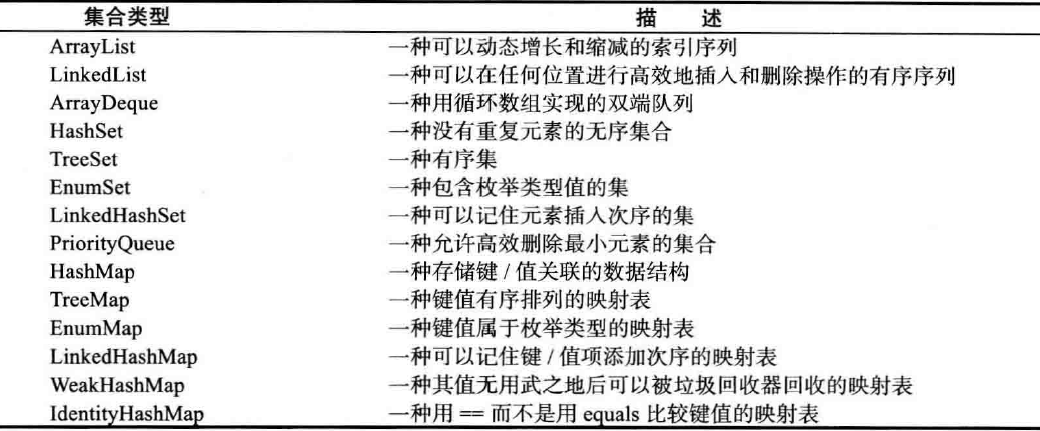 集合类型 描 述
ArrayList 一种可以动态增长和缩减的索引序列
LinkedList 一种可以在任何位置进行高效地插入和删除操作的有序序列
ArrayDeque 一种用循环数组实现的双端队列
HashSet 一种没有重复元素的无序集合
TreeSet 一种有序集
EnumSet 一种包含枚举类型值的集
LinkedHashSet 一种可以记住元素插入次序的集
PriorityQueue 一种允许高效删除最小元素的集合
HashMap 一种存储键 / 值关联的数据结构
TreeMap 一种键值有序排列的映射表
EnumMap 一种键值属于枚举类型的映射表
LinkedHashMap 一种可以记住键 / 值项添加次序的映射表
WeakHashMap 一种其值无用武之地后可以被垃圾回收器回收的映射表
IdentityHashMap 一种用 == 而不是用 equals 比较键值的映射表